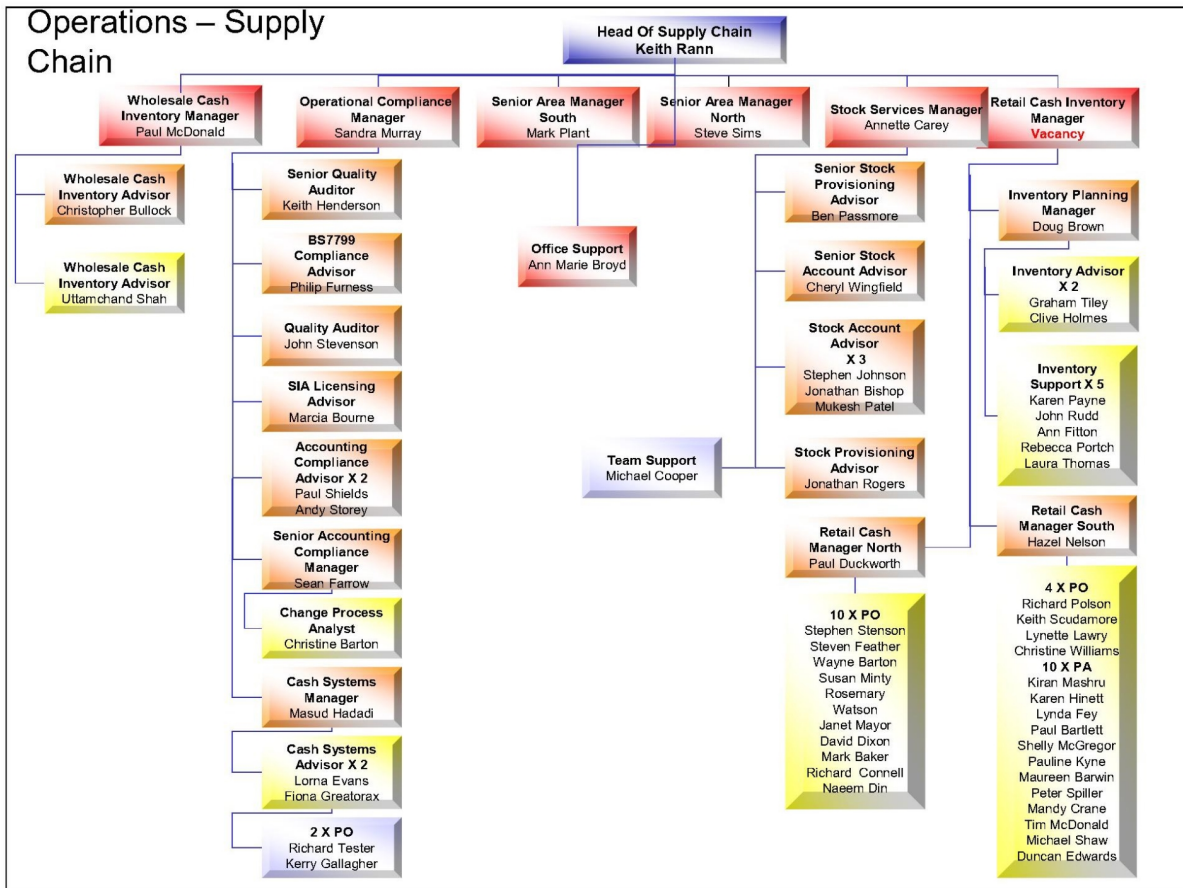 Operations – Supply
Chain
Head Of Supply Chain
Keith Rann
Wholesale Cash
Inventory Manager
Paul McDonald
Operational Compliance
Manager
Sandra Murray
Senior Area Manager
South
Mark Plant
Senior Area Manager
North
Steve Sims
Stock Services Manager
Annette Carey
Retail Cash Inventory
Manager
Vacancy
Wholesale Cash
Inventory Advisor
Christopher Bullock
Wholesale Cash
Inventory Advisor
Uttamchand Shah
Senior Quality
Auditor
Keith Henderson
BS7799
Compliance
Advisor
Philip Furness
Quality Auditor
John Stevenson
SIA Licensing
Advisor
Marcia Bourne
Accounting
Compliance
Advisor X 2
Paul Shields
Andy Storey
Senior Accounting
Compliance
Manager
Sean Farrow
Change Process
Analyst
Christine Barton
Cash Systems
Manager
Masud Hadadi
Cash Systems
Advisor X 2
Lorna Evans
Fiona Greatorax
2 X PO
Richard Tester
Kerry Gallagher
Office Support
Ann Marie Broyd
Senior Stock
Provisioning
Advisor
Ben Passmore
Senior Stock
Account Advisor
Cheryl Wingfield
Stock Account
Advisor
X 3
Stephen Johnson
Jonathan Bishop
Mukesh Patel
Team Support
Michael Cooper
Stock Provisioning
Advisor
Jonathan Rogers
Retail Cash
Manager North
Paul Duckworth
10 X PO
Stephen Stenson
Steven Feather
Wayne Barton
Susan Minty
Rosemary
Watson
Janet Mayor
David Dixon
Mark Baker
Richard Connell
Naeem Din
Inventory Planning
Manager
Doug Brown
Inventory Advisor
X 2
Graham Tiley
Clive Holmes
Inventory
Support X 5
Karen Payne
John Rudd
Ann Fitton
Rebecca Portch
Laura Thomas
Retail Cash
Manager South
Hazel Nelson
4 X PO
Richard Polson
Keith Scudamore
Lynette Lawry
Christine Williams
10 X PA
Kiran Mashru
Karen Hinett
Lynda Fey
Paul Bartlett
Shelly McGregor
Pauline Kyne
Maureen Barwin
Peter Spiller
Mandy Crane
Tim McDonald
Michael Shaw
Duncan Edwards